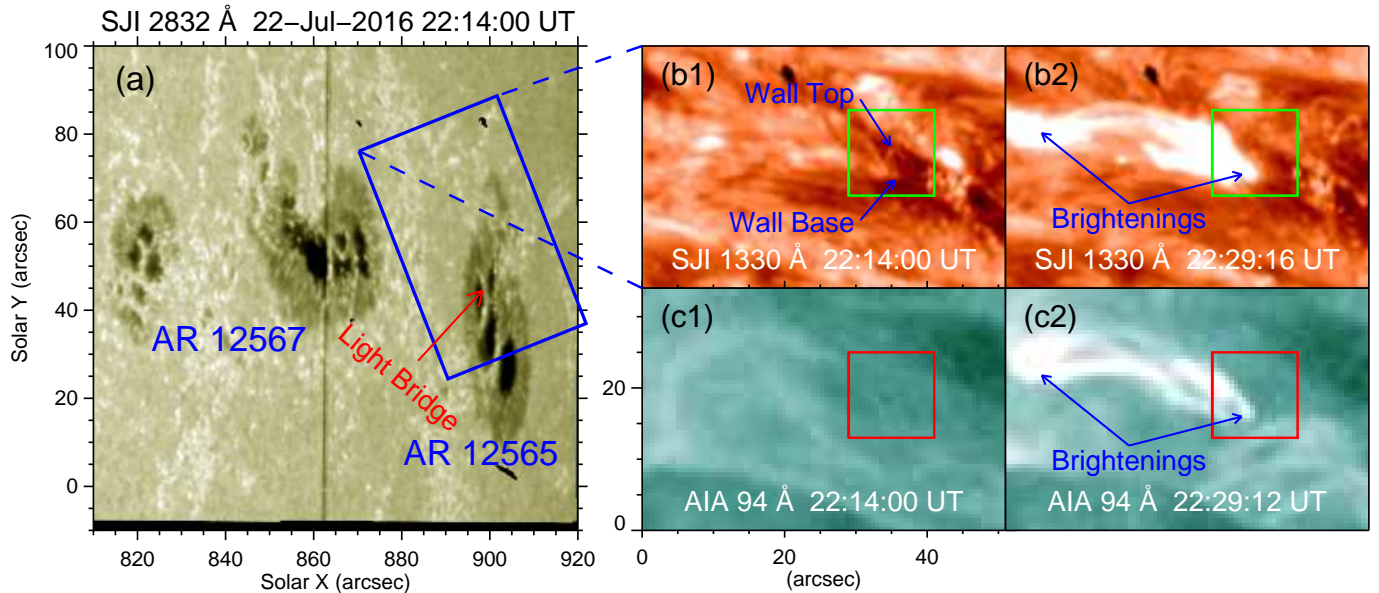 SJI 2832 Å 22–Jul–2016 22:14:00 UT
(a)
AR 12567
Light Bridge
AR 12565
Solar Y (arcsec)
100
80
60
40
20
0
820 840 860 880 900 920
Solar X (arcsec)
(b1)
Wall Top
Wall Base
SJI 1330 Å 22:14:00 UT
(b2)
Brightenings
SJI 1330 Å 22:29:16 UT
(c1)
AIA 94 Å 22:14:00 UT
(c2)
Brightenings
AIA 94 Å 22:29:12 UT
20
0
0 20 40
(arcsec)